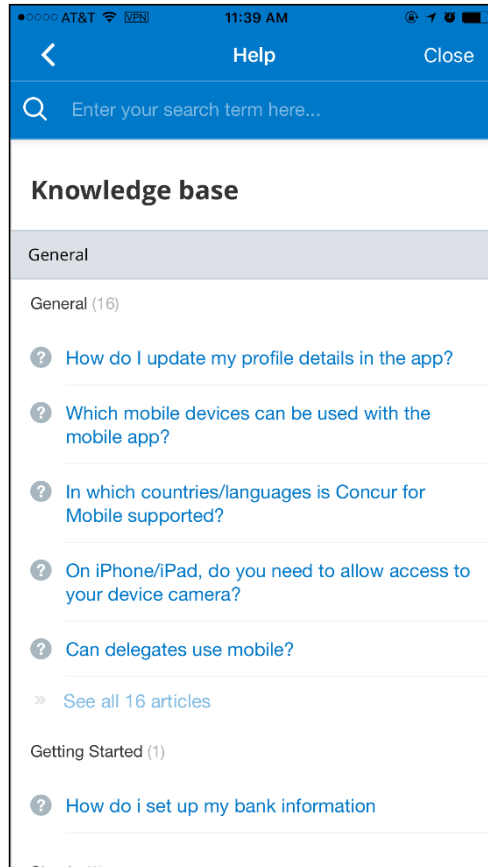 AT&T VPN 11:39 AM
Help Close
Enter your search term here...
Knowledge base
General
General (16)
How do I update my profile details in the app?
Which mobile devices can be used with the
mobile app?
In which countries/languages is Concur for
Mobile supported?
On iPhone/iPad, do you need to allow access to
your device camera?
Can delegates use mobile?
» See all 16 articles
Getting Started (1)
How do i set up my bank information